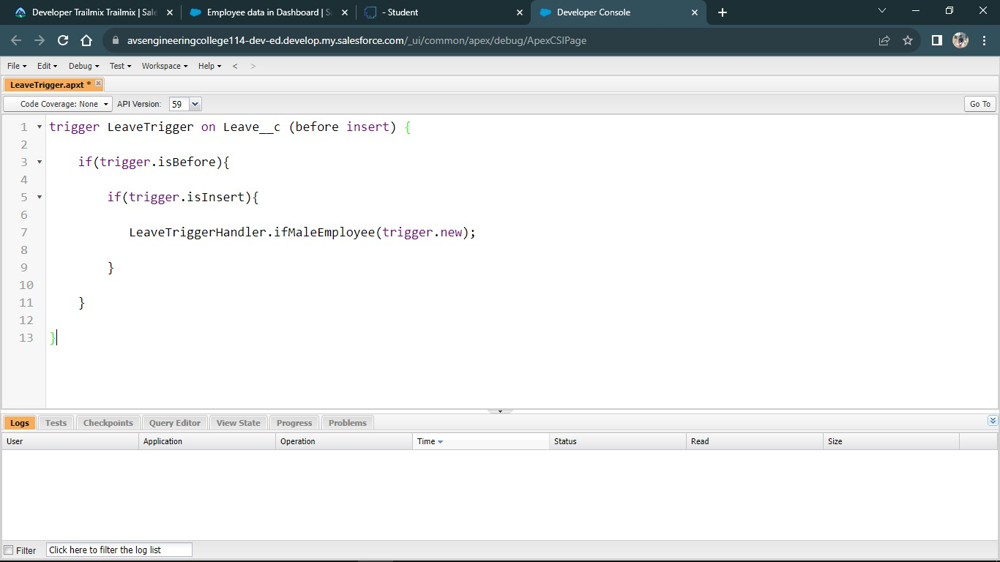 Developer Trailmix Trailmix | Sale
Employee data in Dashboard | Sa
- Student
Developer Console
avsengineeringcollege114-dev-ed.develop.my.salesforce.com/_ui/common/apex/debug/ApexCSIPage
File Edit Debug Test Workspace Help < >
LeaveTrigger.apxt *
Code Coverage: None API Version: 59 Go To
1 trigger LeaveTrigger on Leave__c (before insert) {
2
3 if(trigger.isBefore){
4
5 if(trigger.isInsert){
6
7 LeaveTriggerHandler.ifMaleEmployee(trigger.new);
8
9 }
10
11 }
12
13 }
Logs Tests Checkpoints Query Editor View State Progress Problems
User Application Operation Time Status Read Size
Filter Click here to filter the log list